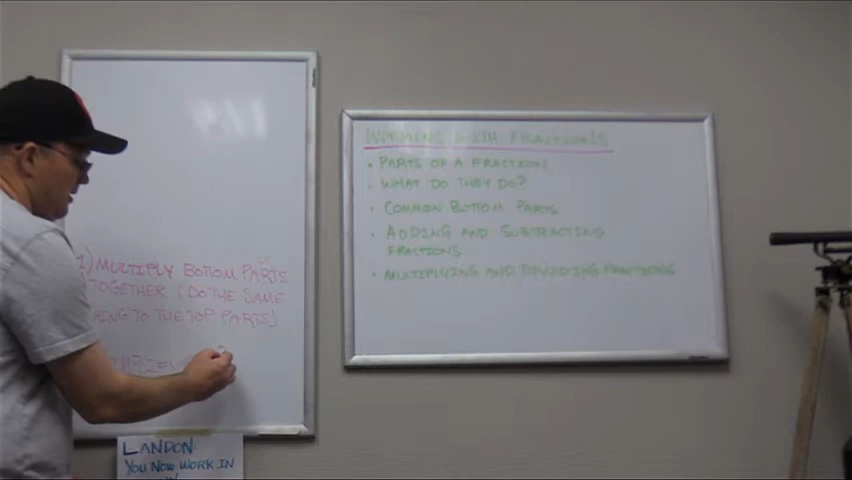 1) MULTIPLY BOTTOM PARTS
TOGETHER (DO THE SAME
HING TO THE TOP PARTS)
LANDON:
YOU NOW WORK IN
WORKING WITH FRACTIONS
• PARTS OF A FRACTION
• WHAT DO THEY DO?
• COMMON BOTTOM PARTS
• ADDING AND SUBTRACTING
FRACTIONS
• MULTIPLYING AND DIVIDING FRACTIONS